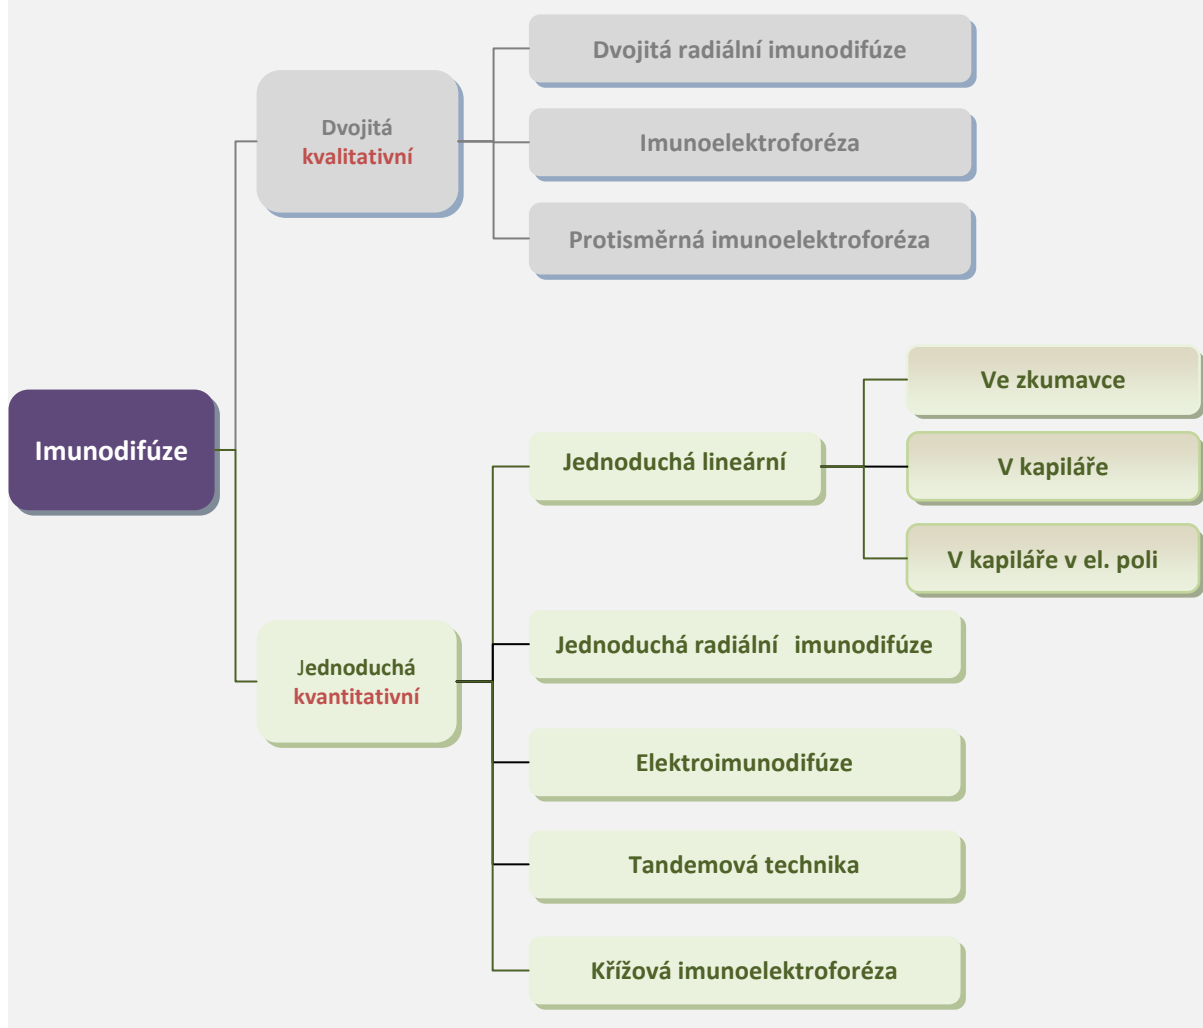 Dvojitá radiální imunodifúze
Dvojitá
kvalitativní
Imunoelektroforéza
Protisměrná imunoelektroforéza
Imunodifúze
Ve zkumavce
Jednoduchá lineární
V kapiláře
V kapiláře v el. poli
Jednoduchá
kvantitativní
Jednoduchá radiální imunodifúze
Elektroimunodifúze
Tandemová technika
Křížová imunoelektroforéza